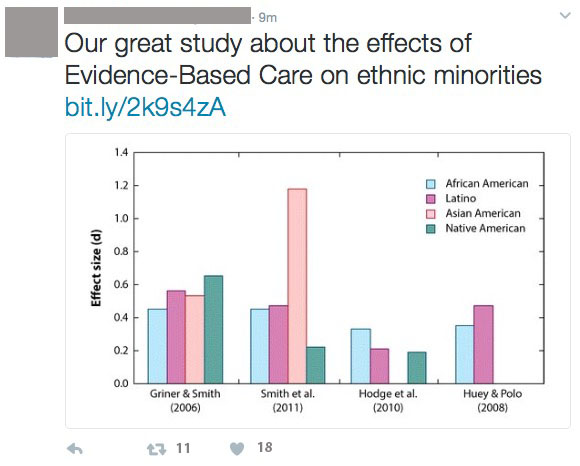 9m
Our great study about the effects of
Evidence-Based Care on ethnic minorities
bit.ly/2k9s4zA
1.4
1.2
1.0
0.8
0.6
0.4
0.2
0.0
Effect size (d)
African American
Latino
Asian American
Native American
Griner & Smith
(2006)
Smith et al.
(2011)
Hodge et al.
(2010)
Huey & Polo
(2008)
11
18